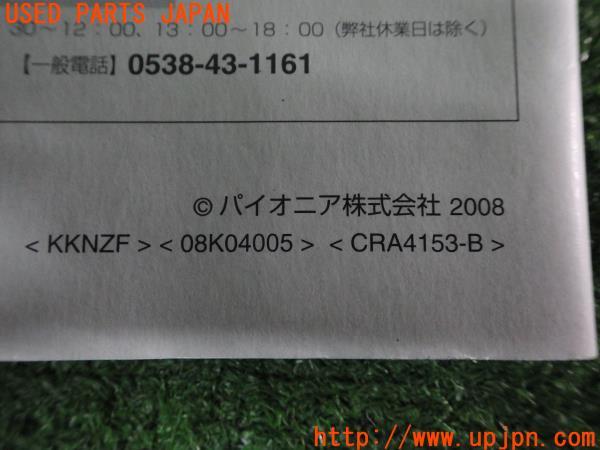 USED PARTS JAPAN
30～12：00、13：00～18：00（弊社休業日は除く）
【一般電話】0538-43-1161
© パイオニア株式会社 2008
< KKNZF > < 08K04005 > < CRA4153-B >
http://www.upjpn.com